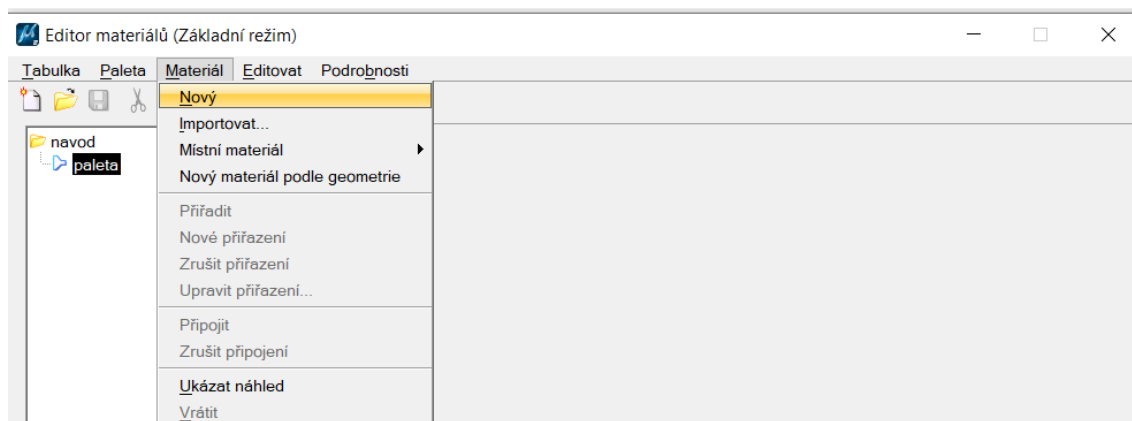 Editor materiálů (Základní režim)
Tabulka Paleta Materiál Editovat Podrobnosti
Nový
Importovat...
navod
Místní materiál
paleta
Nový materiál podle geometrie
Přiřadit
Nové přiřazení
Zrušit přiřazení
Upravit přiřazení...
Připojit
Zrušit připojení
Ukázat náhled
Vrátit